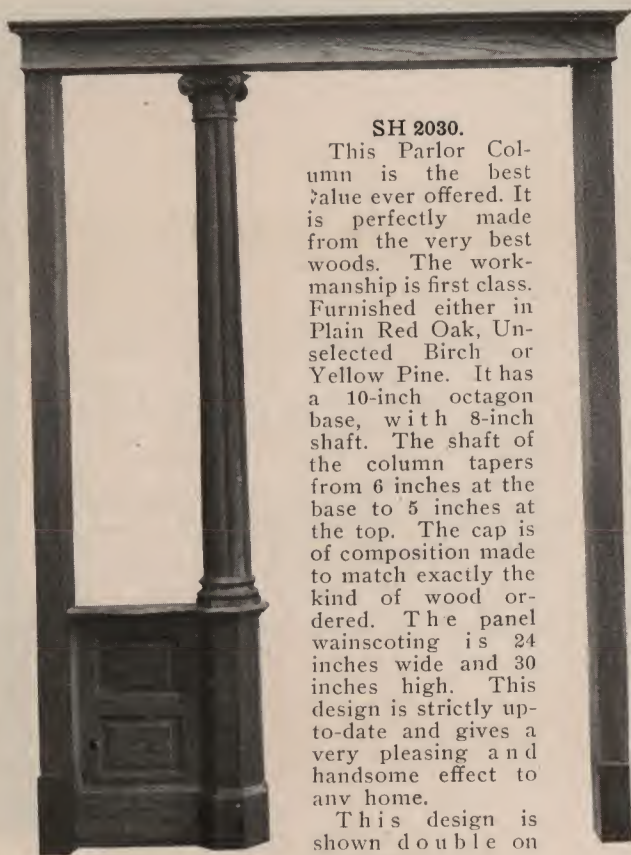 SH 2030.
This Parlor Col-
umn is the best
value ever offered. It
is perfectly made
from the very best
woods. The work-
manship is first class.
Furnished either in
Plain Red Oak, Un-
selected Birch or
Yellow Pine. It has
a 10-inch octagon
base, with 8-inch
shaft. The shaft of
the column tapers
from 6 inches at the
base to 5 inches at
the top. The cap is
of composition made
to match exactly the
kind of wood or-
dered. The panel
wainscoting is 24
inches wide and 30
inches high. This
design is strictly up-
to-date and gives a
very pleasing and
handsome effect to
any home.
This design is
shown double on